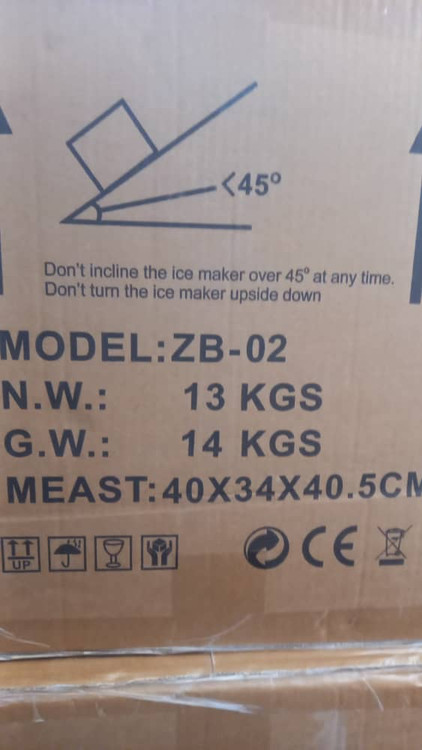 <45°
Don't incline the ice maker over 45° at any time.
Don't turn the ice maker upside down
MODEL:ZB-02
N.W.: 13 KGS
G.W.: 14 KGS
MEAST:40X34X40.5CM
UP
CE